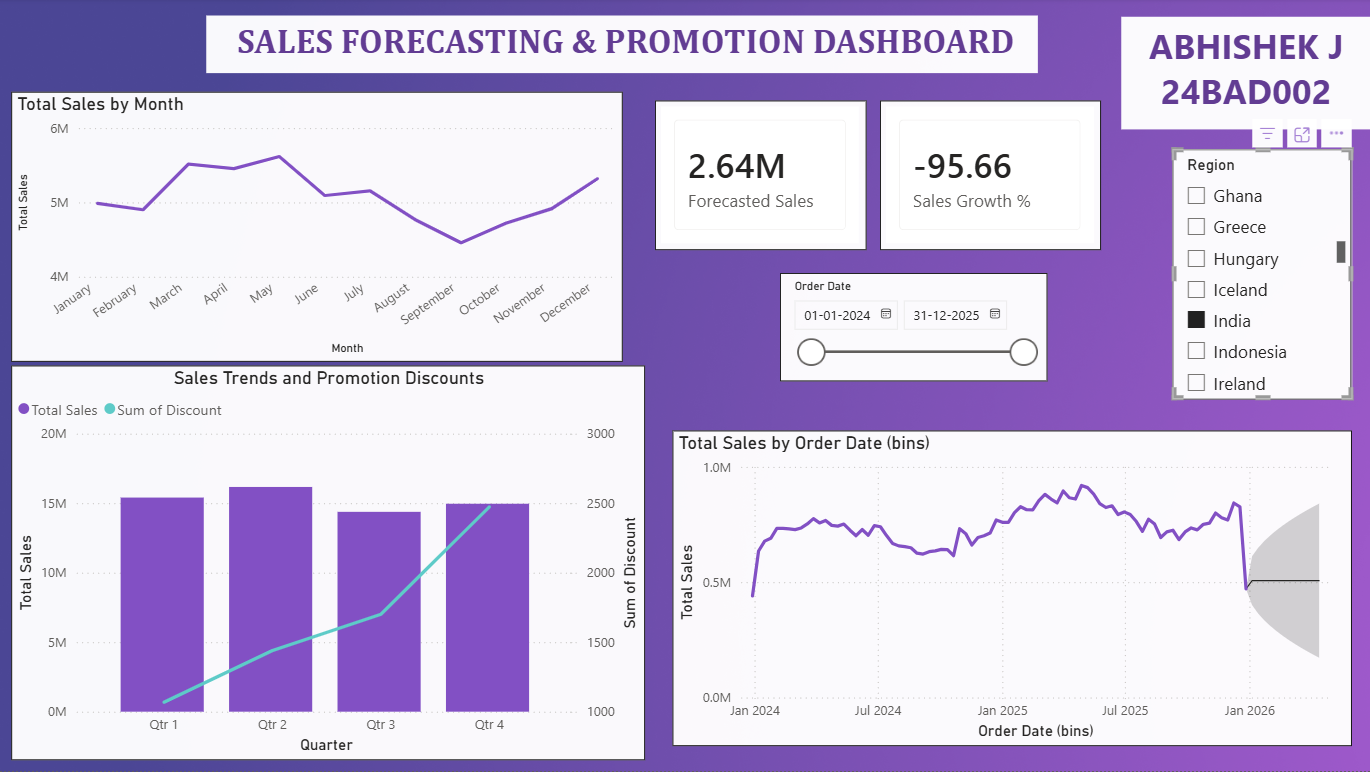 SALES FORECASTING & PROMOTION DASHBOARD
ABHISHEK J
24BAD002
Total Sales by Month
6M
5M
4M
Total Sales
January
February
March
April
May
June
July
August
September
October
November
December
Month
2.64M
Forecasted Sales
-95.66
Sales Growth %
Order Date
01-01-2024
31-12-2025
Region
Ghana
Greece
Hungary
Iceland
India
Indonesia
Ireland
Sales Trends and Promotion Discounts
Total Sales
Sum of Discount
20M
15M
10M
5M
0M
Total Sales
3000
2500
2000
1500
1000
Sum of Discount
Qtr 1
Qtr 2
Qtr 3
Qtr 4
Quarter
Total Sales by Order Date (bins)
1.0M
0.5M
0.0M
Total Sales
Jan 2024
Jul 2024
Jan 2025
Jul 2025
Jan 2026
Order Date (bins)